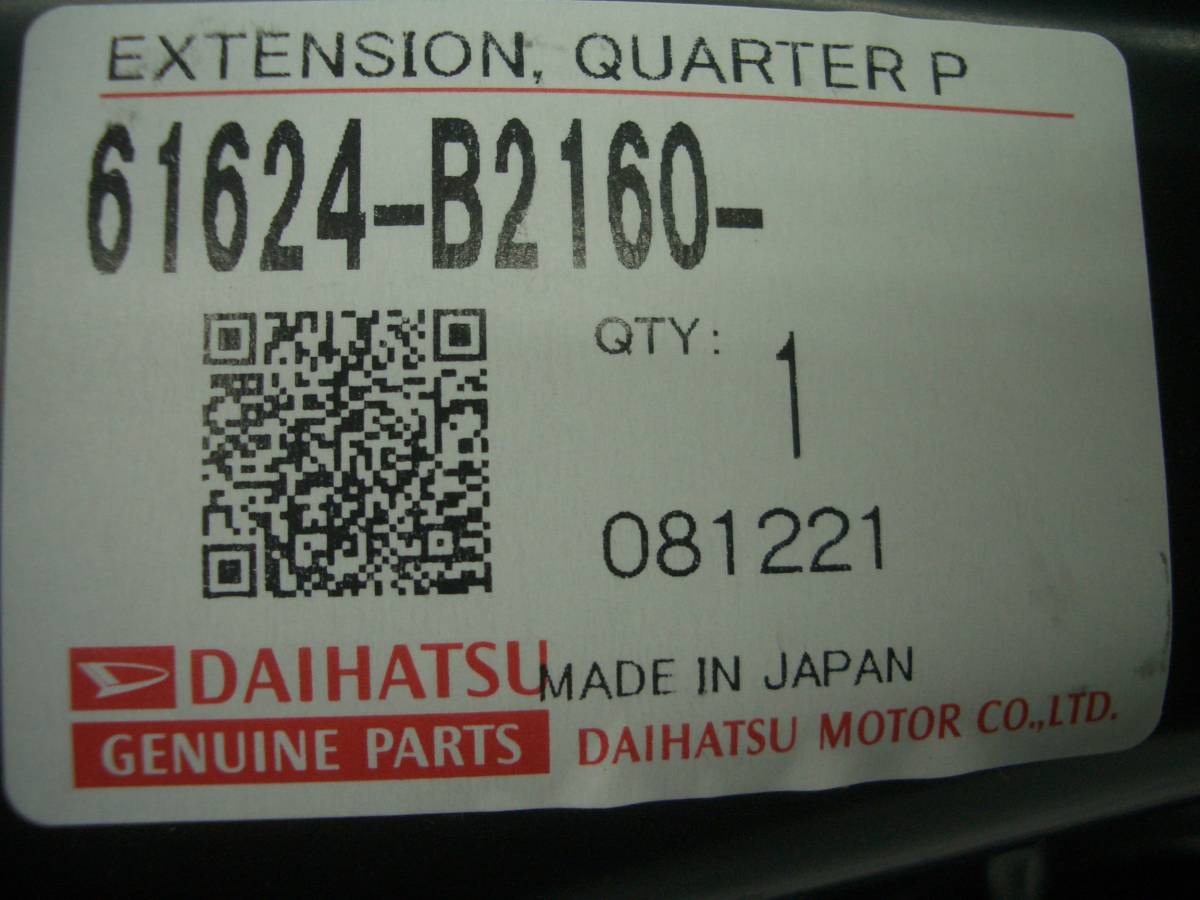 EXTENSION, QUARTER P
61624-B2160-
QTY: 1
081221
DAIHATSU MADE IN JAPAN
GENUINE PARTS DAIHATSU MOTOR CO.,LTD.